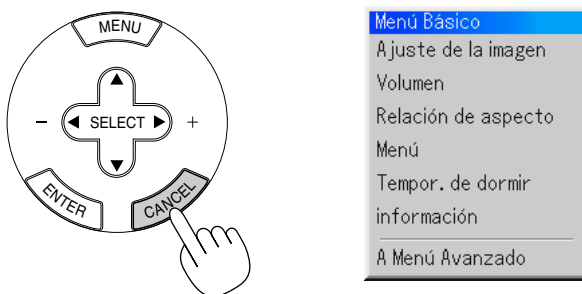 MENU
- SELECT +
ENTER
CANCEL
Menú Básico
Ajuste de la imagen
Volumen
Relación de aspecto
Menú
Tempor. de dormir
información
A Menú Avanzado